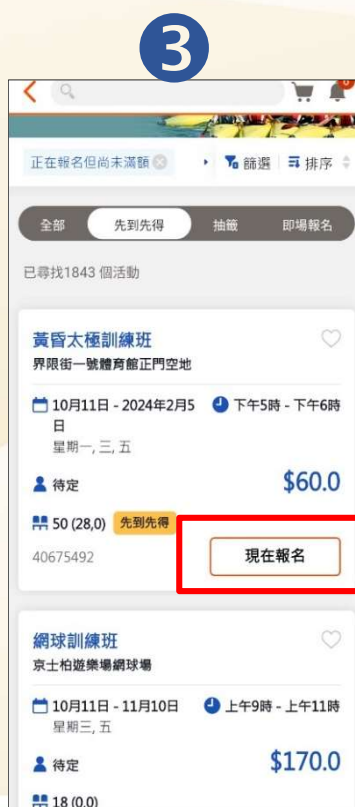 3
0
正在報名但尚未滿額
篩選
排序
全部 先到先得 抽籤 即場報名
已尋找1843 個活動
黃昏太極訓練班
界限街一號體育館正門空地
10月11日 - 2024年2月5日 下午5時 - 下午6時
星期一, 三, 五
待定 $60.0
50 (28,0) 先到先得
40675492 現在報名
網球訓練班
京士柏遊樂場網球場
10月11日 - 11月10日 上午9時 - 上午11時
星期三, 五
待定 $170.0
18 (0,0)